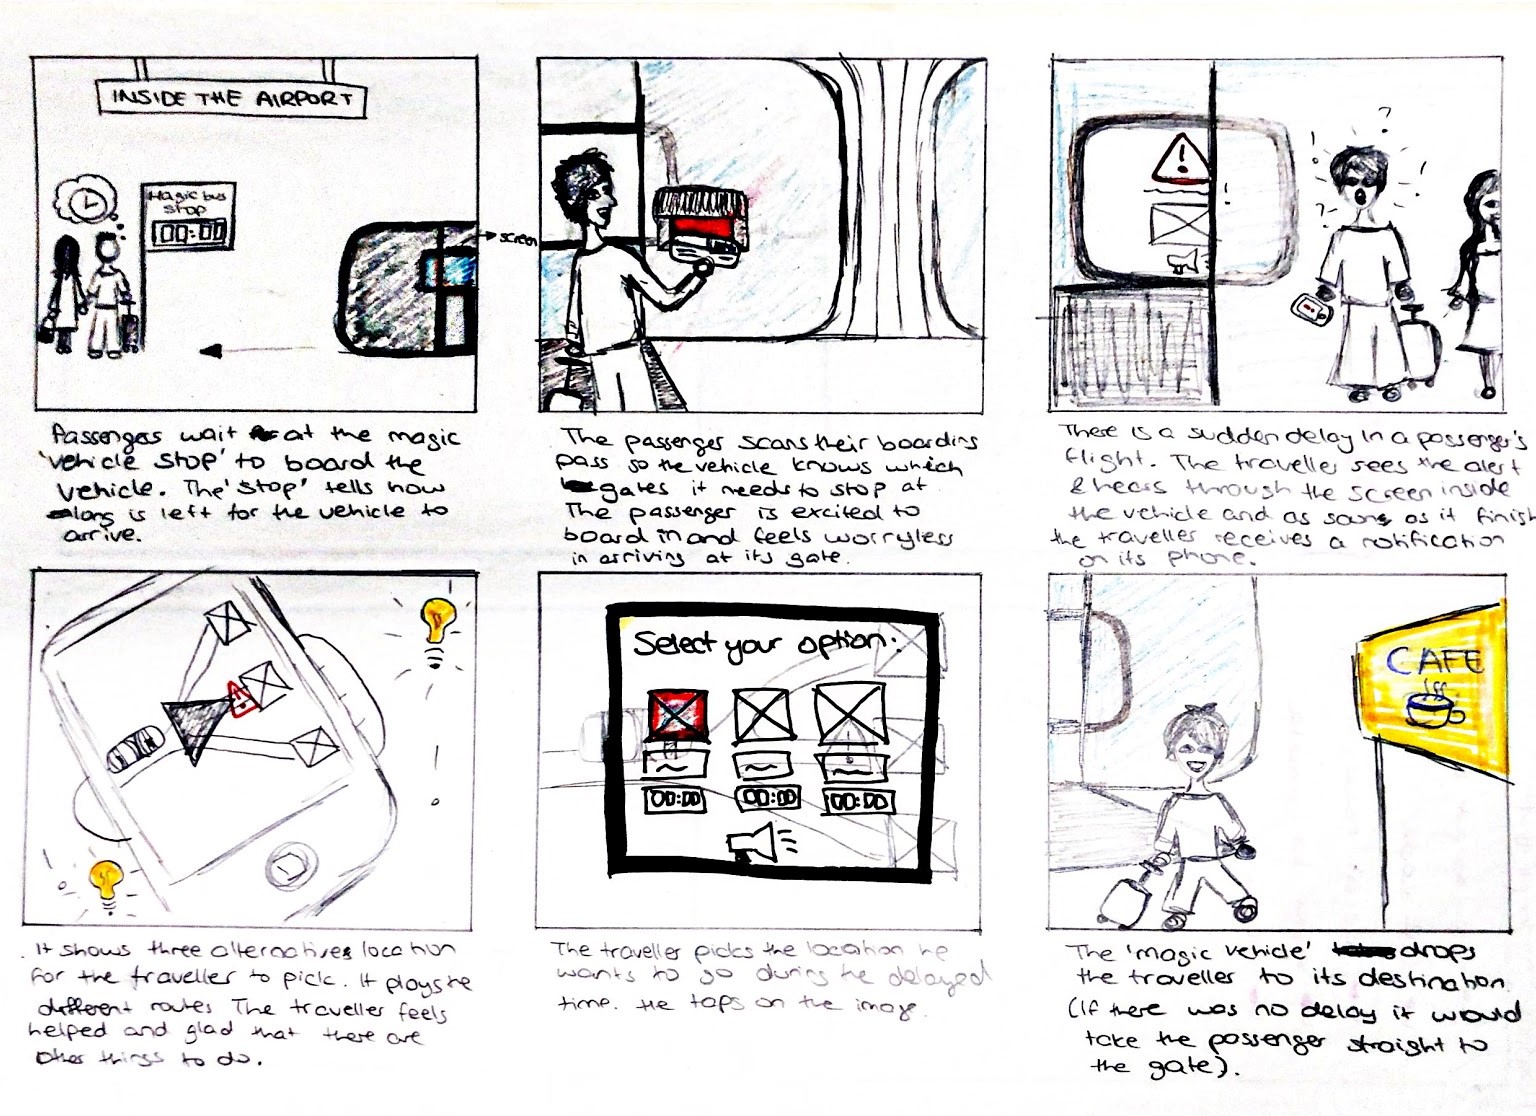 INSIDE THE AIRPORT
Magic bus
stop
00:00
screen
Passengers wait at the magic
'vehicle stop' to board the
vehicle. The 'stop' tells how
long is left for the vehicle to
arrive.
The passenger scans their boarding
pass so the vehicle knows which
gates it needs to stop at.
The passenger is excited to
board in and feels worryless
in arriving at its gate.
There is a sudden delay in a passenger's
flight. The traveller sees the alert
& hears through the screen inside
the vehicle and as soon as it finish
the traveller receives a notification
on its phone.
It shows three alternatives location
for the traveller to pick. It plays the
different routes The traveller feels
helped and glad that there are
other things to do.
Select your option:
00:00 00:00 00:00
The traveller picks the location he
wants to go during the delayed
time. He taps on the image.
CAFE
The 'magic vehicle' drops
the traveller to its destination.
(If there was no delay it would
take the passenger straight to
the gate).